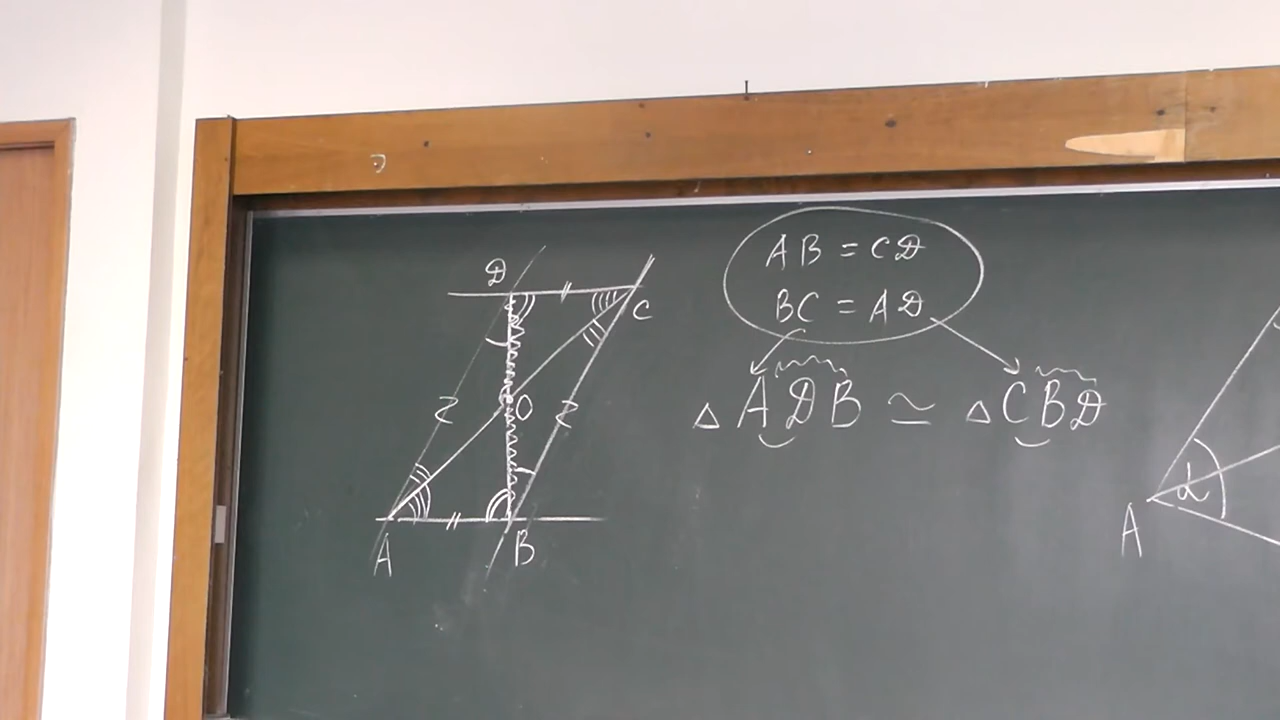 D
C
O
A
B
AB = CD
BC = AD
△ADB ≃ △CBD
α
A